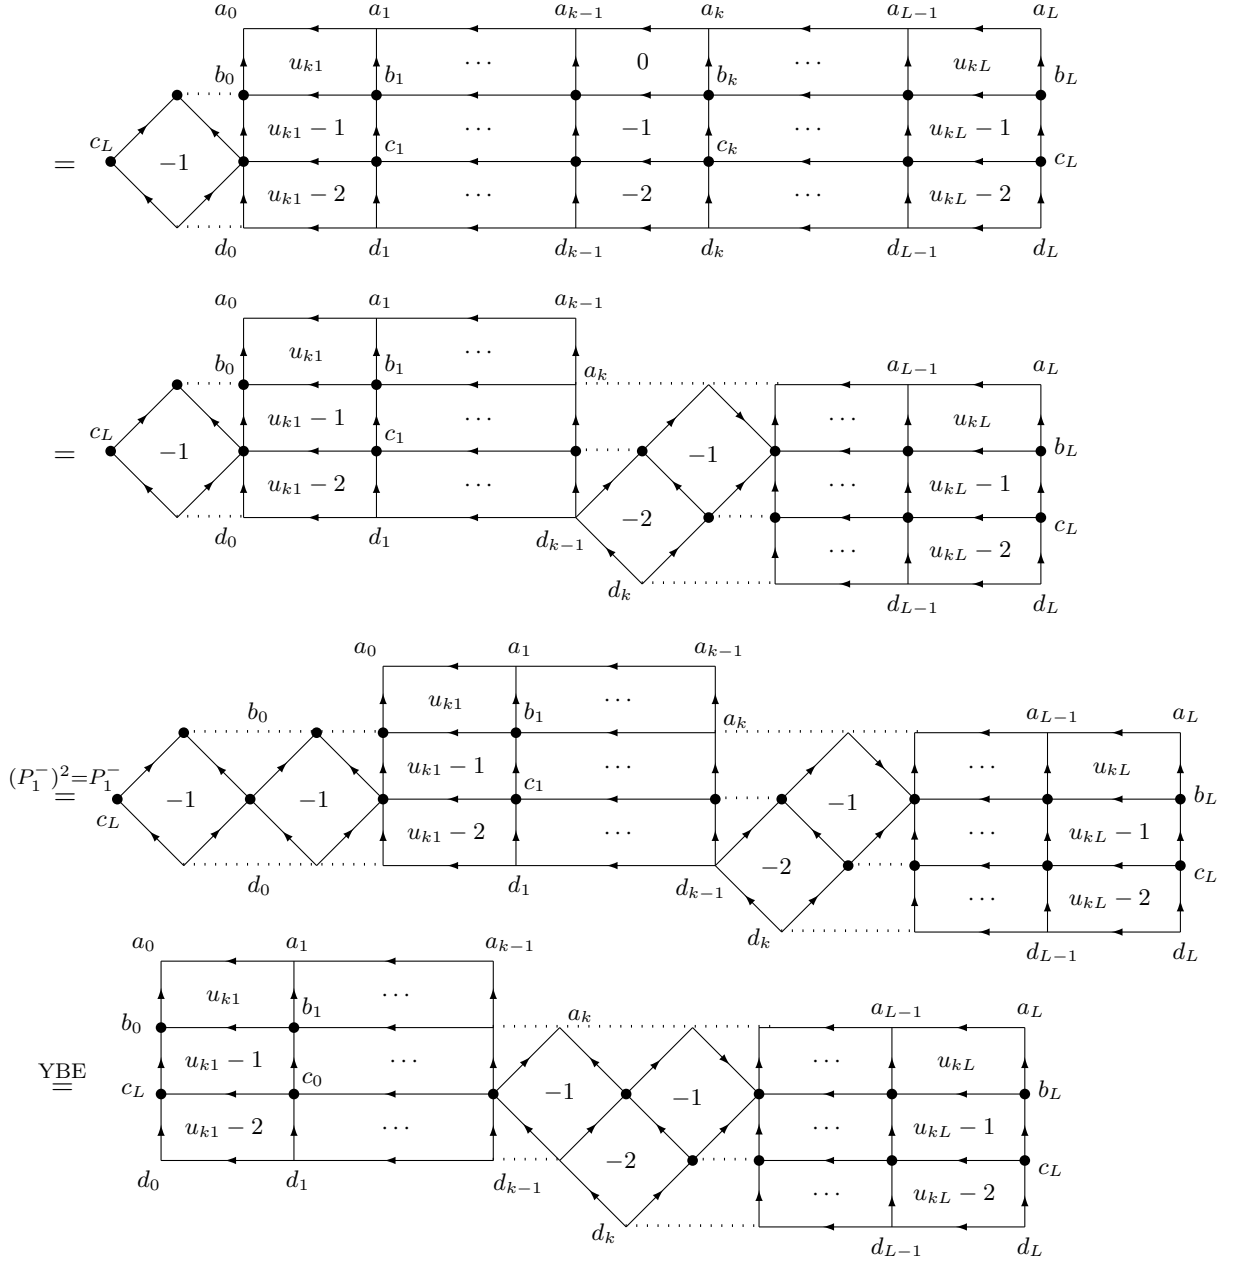 a_0 a_1 a_{k-1} a_k a_{L-1} a_L
u_{k1} ⋯ 0 ⋯ u_{kL}
b_0 b_1 b_k b_L
u_{k1} − 1 ⋯ −1 ⋯ u_{kL} − 1
c_L c_1 c_k c_L
= −1
u_{k1} − 2 ⋯ −2 ⋯ u_{kL} − 2
d_0 d_1 d_{k-1} d_k d_{L-1} d_L
a_0 a_1 a_{k-1}
u_{k1} ⋯
b_0 b_1 a_k a_{L-1} a_L
u_{k1} − 1 ⋯ ⋯ u_{kL}
c_L c_1 b_L
= −1 −1
u_{k1} − 2 ⋯ ⋯ u_{kL} − 1
−2 c_L
d_0 d_1 d_{k-1} ⋯ u_{kL} − 2
d_k d_{L-1} d_L
a_0 a_1 a_{k-1}
u_{k1} ⋯
b_0 b_1 a_k a_{L-1} a_L
u_{k1} − 1 ⋯ ⋯ u_{kL}
(P_1^-)^2=P_1^- c_1
= −1 −1 −1 b_L
c_L u_{k1} − 2 ⋯ ⋯ u_{kL} − 1
−2 c_L
d_0 d_1 d_{k-1} ⋯ u_{kL} − 2
d_k d_{L-1} d_L
a_0 a_1 a_{k-1}
u_{k1} ⋯
b_0 b_1 a_k a_{L-1} a_L
u_{k1} − 1 ⋯ ⋯ u_{kL}
YBE c_0
= c_L −1 −1 b_L
u_{k1} − 2 ⋯ ⋯ u_{kL} − 1
−2 c_L
d_0 d_1 d_{k-1} ⋯ u_{kL} − 2
d_k d_{L-1} d_L